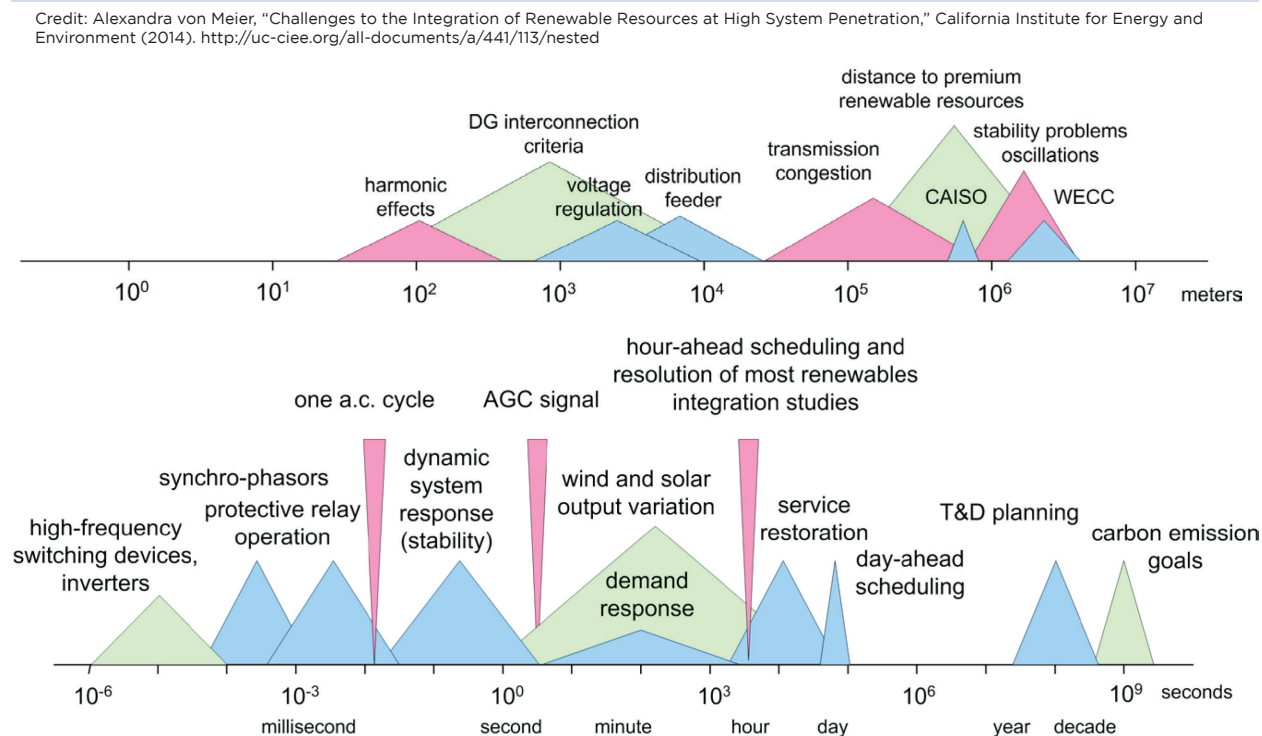 Credit: Alexandra von Meier, “Challenges to the Integration of Renewable Resources at High System Penetration,” California Institute for Energy and
Environment (2014). http://uc-ciee.org/all-documents/a/441/113/nested
distance to premium
renewable resources
DG interconnection
criteria
stability problems
oscillations
transmission
congestion
distribution
feeder
harmonic
effects
voltage
regulation
CAISO
WECC
10⁰
10¹
10²
10³
10⁴
10⁵
10⁶
10⁷
meters
hour-ahead scheduling and
resolution of most renewables
integration studies
one a.c. cycle
AGC signal
dynamic
system
response
(stability)
synchro-phasors
wind and solar
output variation
protective relay
operation
service
restoration
T&D planning
high-frequency
switching devices,
inverters
carbon emission
goals
day-ahead
scheduling
demand
response
10⁻⁶
10⁻³
10⁰
10³
10⁶
10⁹
seconds
millisecond
second
minute
hour
day
year
decade